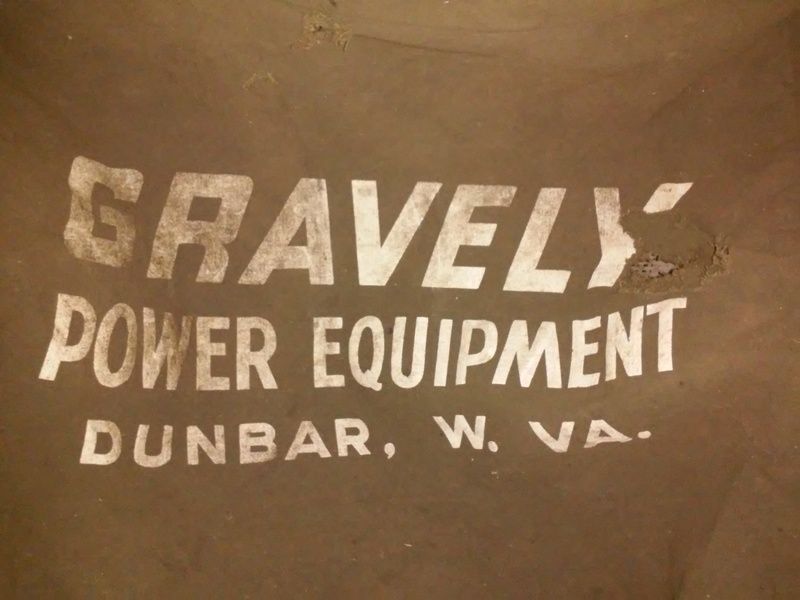 GRAVELY
POWER EQUIPMENT
DUNBAR, W. VA.